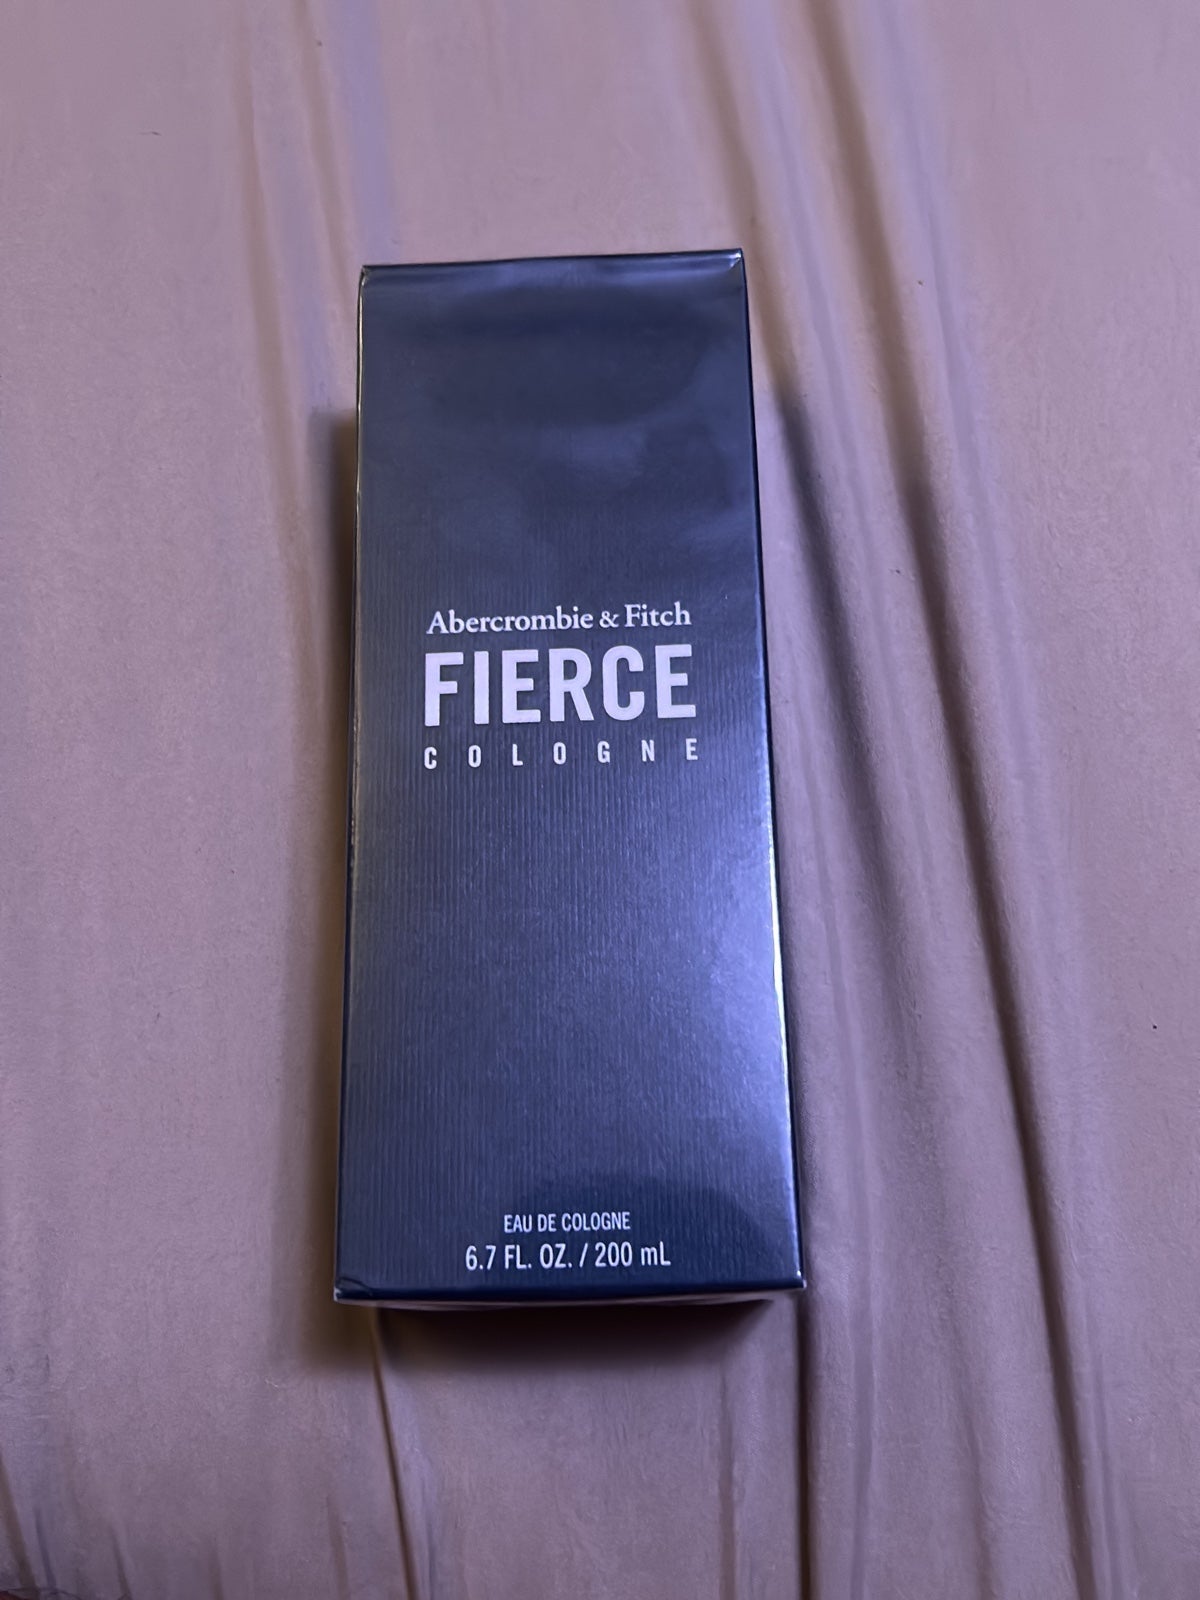 Abercrombie & Fitch
FIERCE
COLOGNE
EAU DE COLOGNE
6.7 FL. OZ. / 200 mL